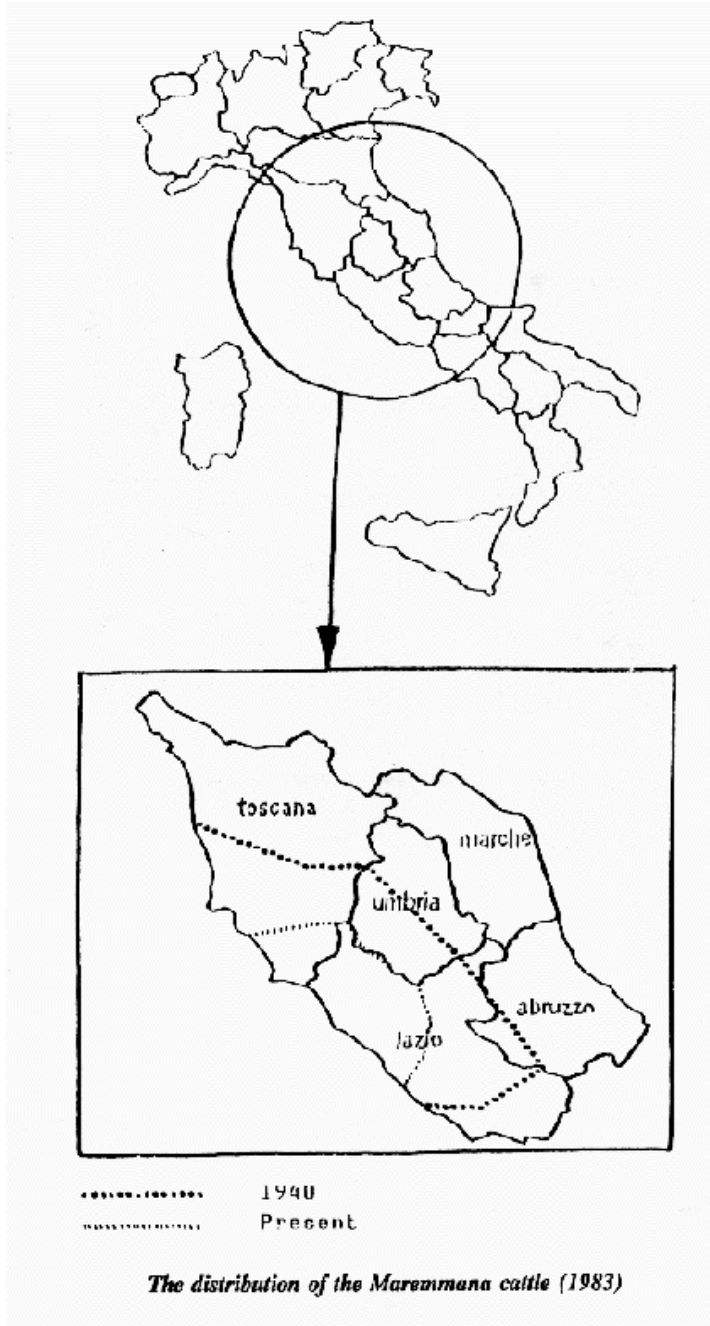 toscana
marche
umbria
abruzzo
lazio
1940
Present
The distribution of the Maremmana cattle (1983)